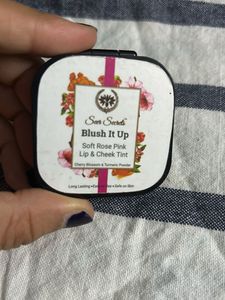 Seer Secrets
Blush It Up
Soft Rose Pink
Lip & Cheek Tint
Cherry Blossom & Turmeric Powder
Long Lasting
Safe on Skin